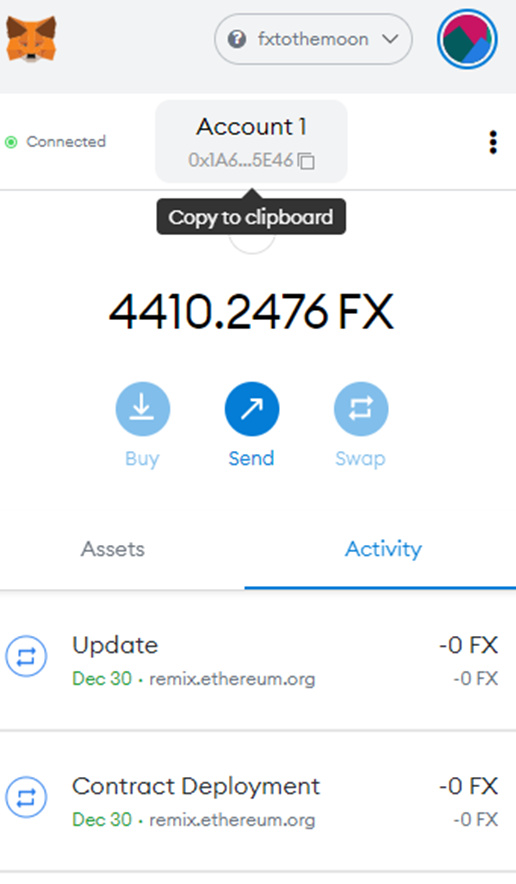 fxtothemoon
Connected
Account 1
0x1A6...5E46
Copy to clipboard
4410.2476 FX
Buy
Send
Swap
Assets
Activity
Update
-0 FX
Dec 30 · remix.ethereum.org
-0 FX
Contract Deployment
-0 FX
Dec 30 · remix.ethereum.org
-0 FX